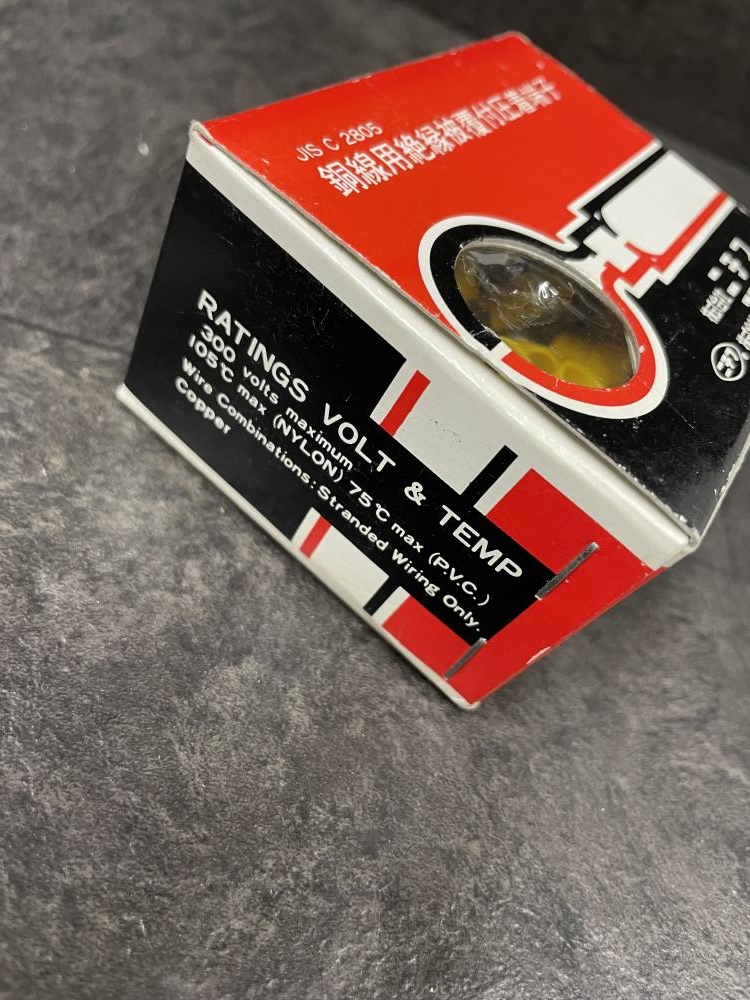 JIS C 2805
銅線用絶縁被覆付圧着端子
RATINGS VOLT & TEMP
300 volts maximum
105℃ max (NYLON) 75℃ max (P.V.C.)
Wire Combinations: Stranded Wiring Only.
Copper